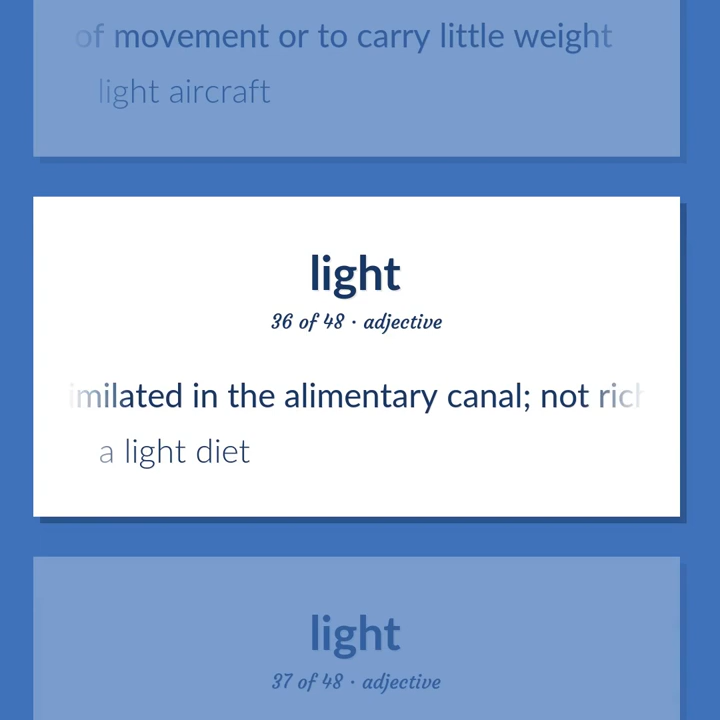 of movement or to carry little weight
light aircraft
light
36 of 48 · adjective
imilated in the alimentary canal; not rich
a light diet
light
37 of 48 · adjective